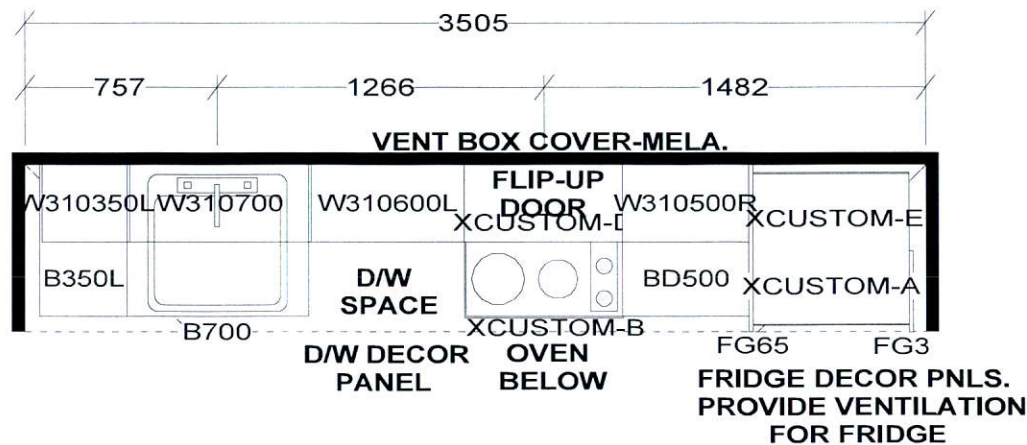 3505
757 1266 1482
VENT BOX COVER-MELA.
FLIP-UP
DOOR
W310350L W310700 W310600L W310500R
XCUSTOM-E
XCUSTOM-D
B350L
D/W
SPACE
BD500
XCUSTOM-A
XCUSTOM-B
B700
FG65 FG3
D/W DECOR
PANEL
OVEN
BELOW
FRIDGE DECOR PNLS.
PROVIDE VENTILATION
FOR FRIDGE